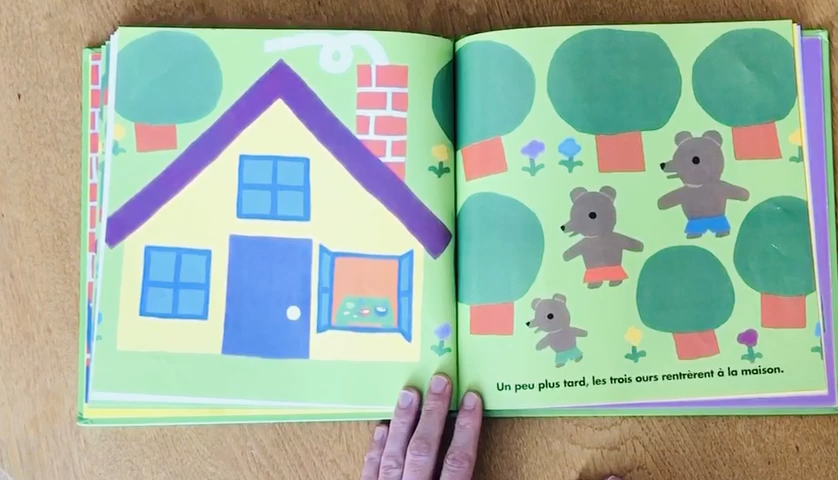 Un peu plus tard, les trois ours rentrèrent à la maison.